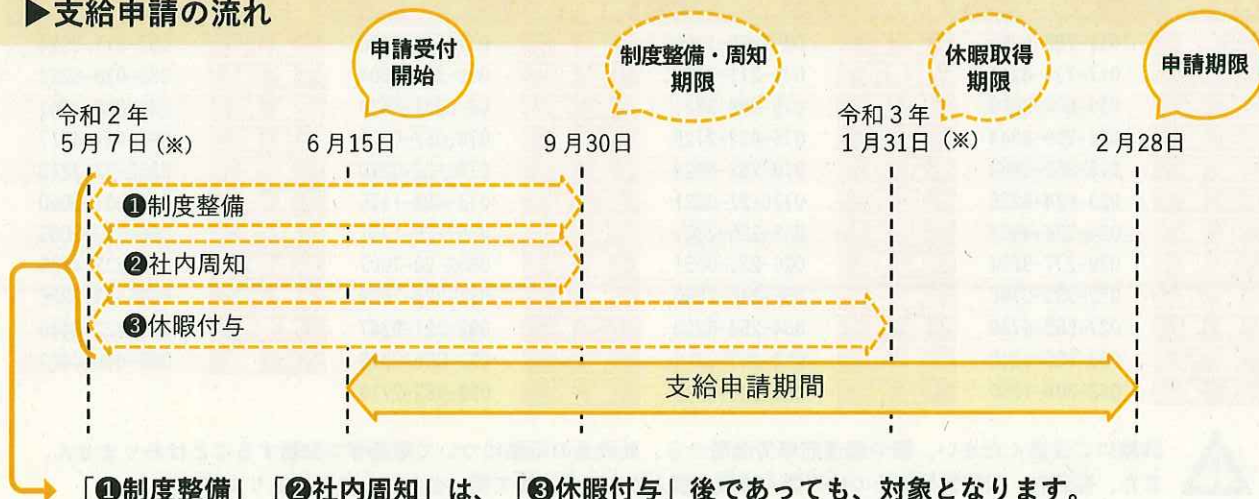 ▶支給申請の流れ
申請受付
開始
制度整備・周知
期限
休暇取得
期限
申請期限
令和2年
5月7日（※）
6月15日
9月30日
令和3年
1月31日（※）
2月28日
❶制度整備
❷社内周知
❸休暇付与
支給申請期間
「❶制度整備」「❷社内周知」は、「❸休暇付与」後であっても、対象となります。